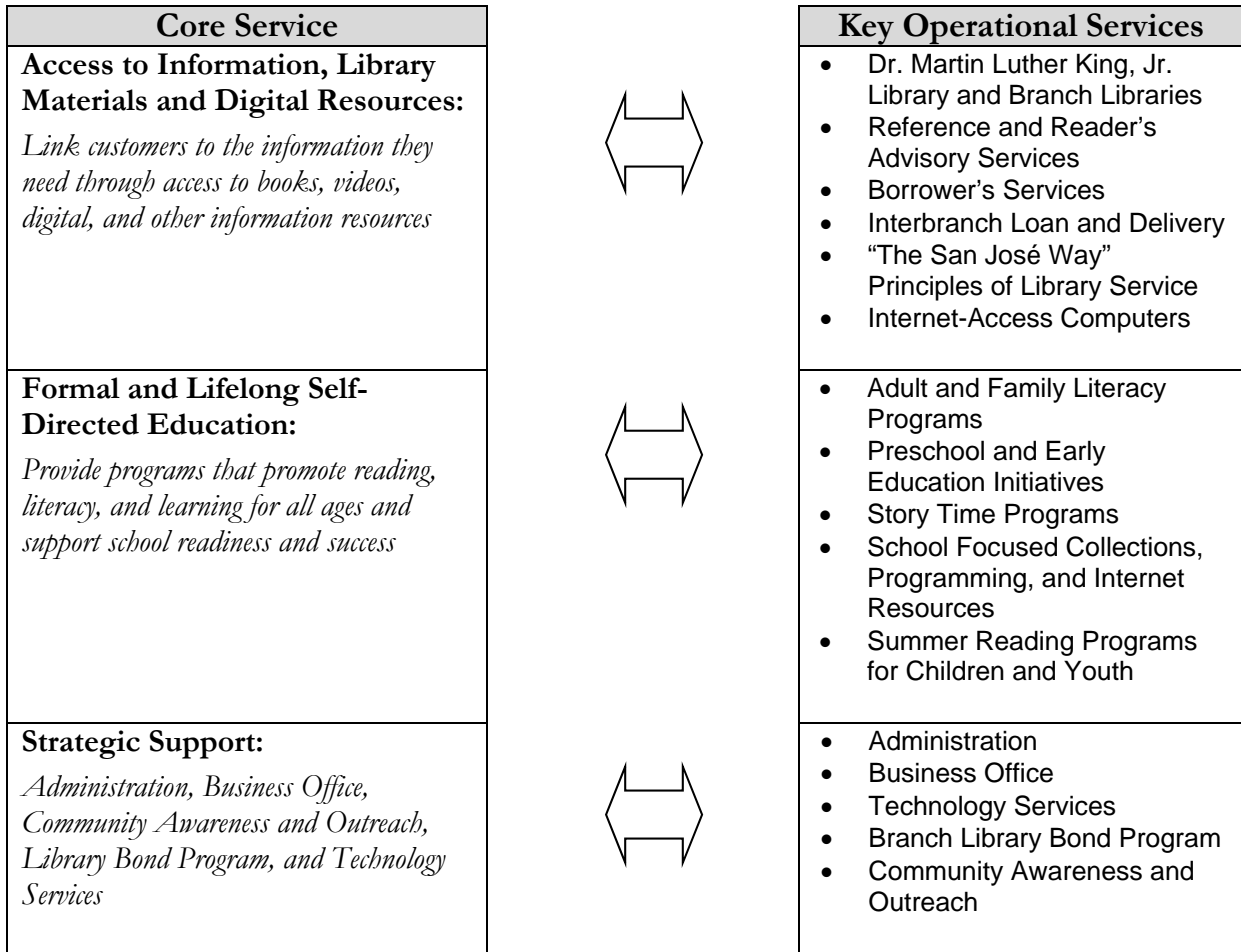 Core Service
Access to Information, Library
Materials and Digital Resources:
Link customers to the information they
need through access to books, videos,
digital, and other information resources
Key Operational Services
• Dr. Martin Luther King, Jr.
Library and Branch Libraries
• Reference and Reader’s
Advisory Services
• Borrower’s Services
• Interbranch Loan and Delivery
• “The San José Way”
Principles of Library Service
• Internet-Access Computers
Formal and Lifelong Self-
Directed Education:
Provide programs that promote reading,
literacy, and learning for all ages and
support school readiness and success
• Adult and Family Literacy
Programs
• Preschool and Early
Education Initiatives
• Story Time Programs
• School Focused Collections,
Programming, and Internet
Resources
• Summer Reading Programs
for Children and Youth
Strategic Support:
Administration, Business Office,
Community Awareness and Outreach,
Library Bond Program, and Technology
Services
• Administration
• Business Office
• Technology Services
• Branch Library Bond Program
• Community Awareness and
Outreach